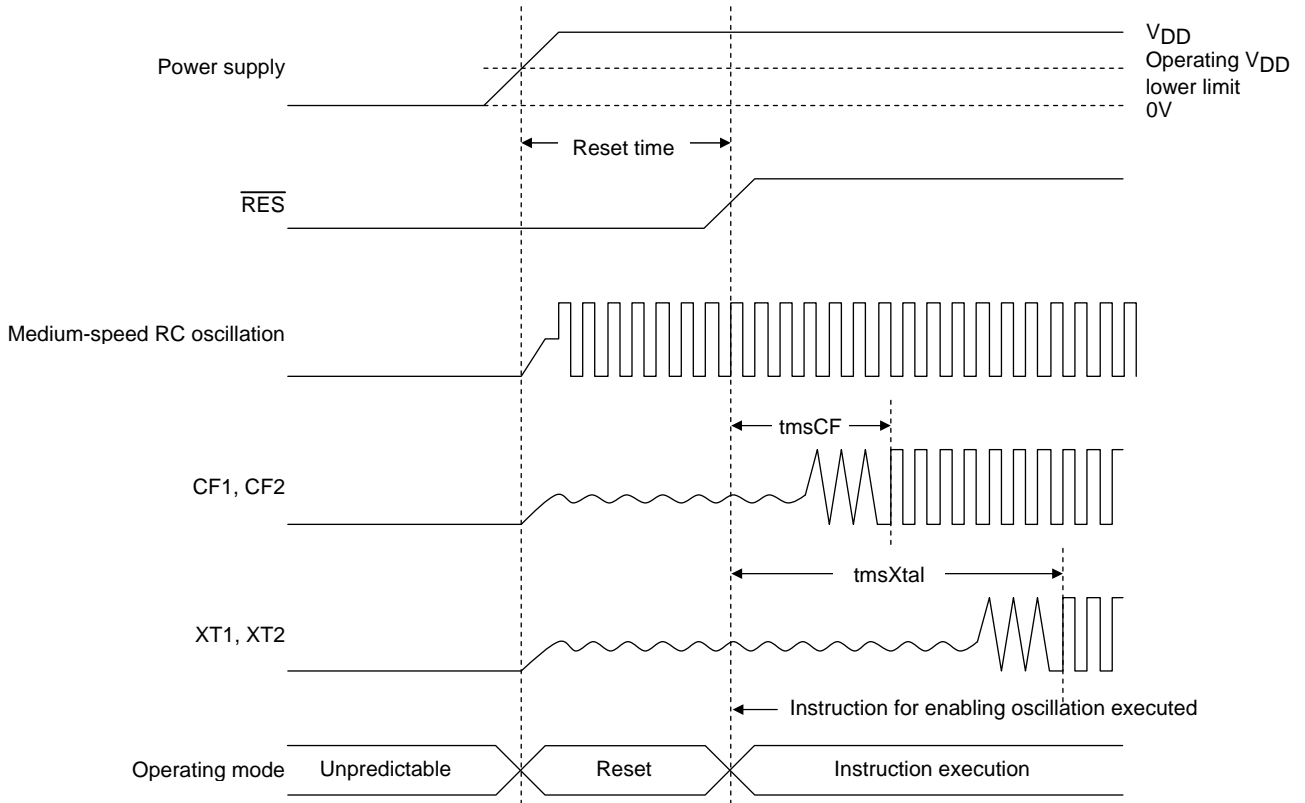 VDD
Power supply
Operating VDD
lower limit
0V
Reset time
RES
Medium-speed RC oscillation
tmsCF
CF1, CF2
tmsXtal
XT1, XT2
Instruction for enabling oscillation executed
Operating mode
Unpredictable
Reset
Instruction execution